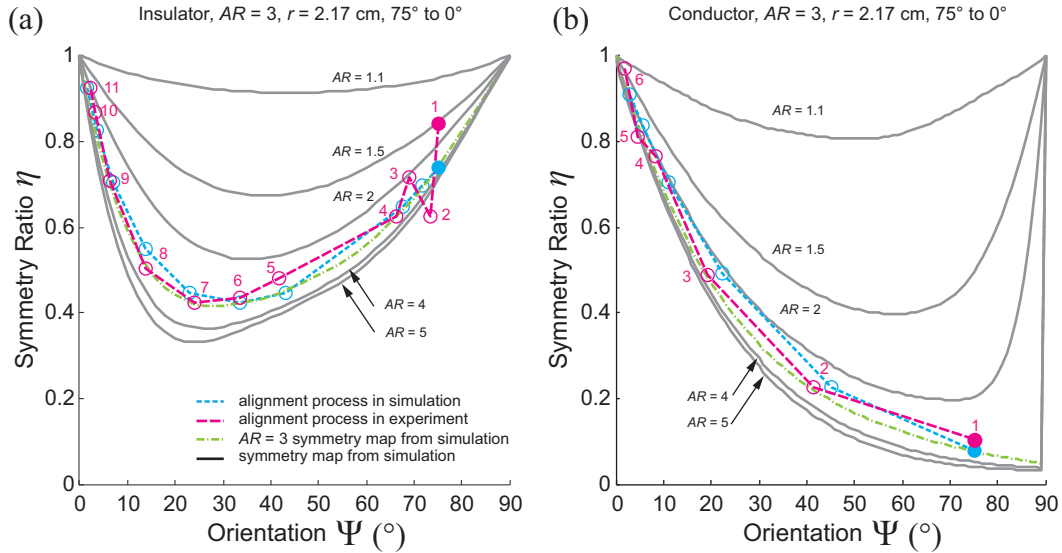 (a)
Insulator, AR = 3, r = 2.17 cm, 75° to 0°
1
0.8
0.6
0.4
0.2
0
0 10 20 30 40 50 60 70 80 90
Symmetry Ratio η
Orientation Ψ (°)
AR = 1.1
AR = 1.5
AR = 2
AR = 4
AR = 5
11
10
9
8
7
6
5
4
3
2
1
alignment process in simulation
alignment process in experiment
AR = 3 symmetry map from simulation
symmetry map from simulation
(b)
Conductor, AR = 3, r = 2.17 cm, 75° to 0°
1
0.8
0.6
0.4
0.2
0
0 10 20 30 40 50 60 70 80 90
Symmetry Ratio η
Orientation Ψ (°)
AR = 1.1
AR = 1.5
AR = 2
AR = 4
AR = 5
6
5
4
3
2
1